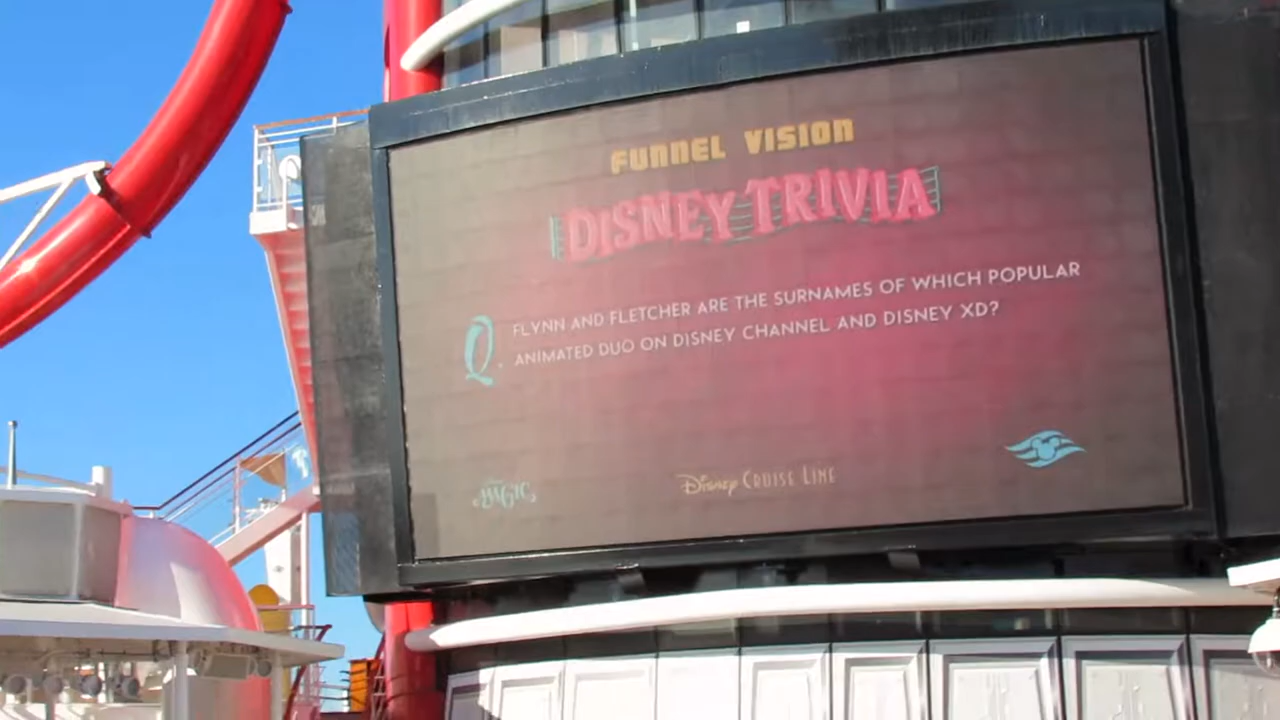 FUNNEL VISION
DISNEY TRIVIA
Q. FLYNN AND FLETCHER ARE THE SURNAMES OF WHICH POPULAR
ANIMATED DUO ON DISNEY CHANNEL AND DISNEY XD?
MAGIC
Disney CRUISE LINE